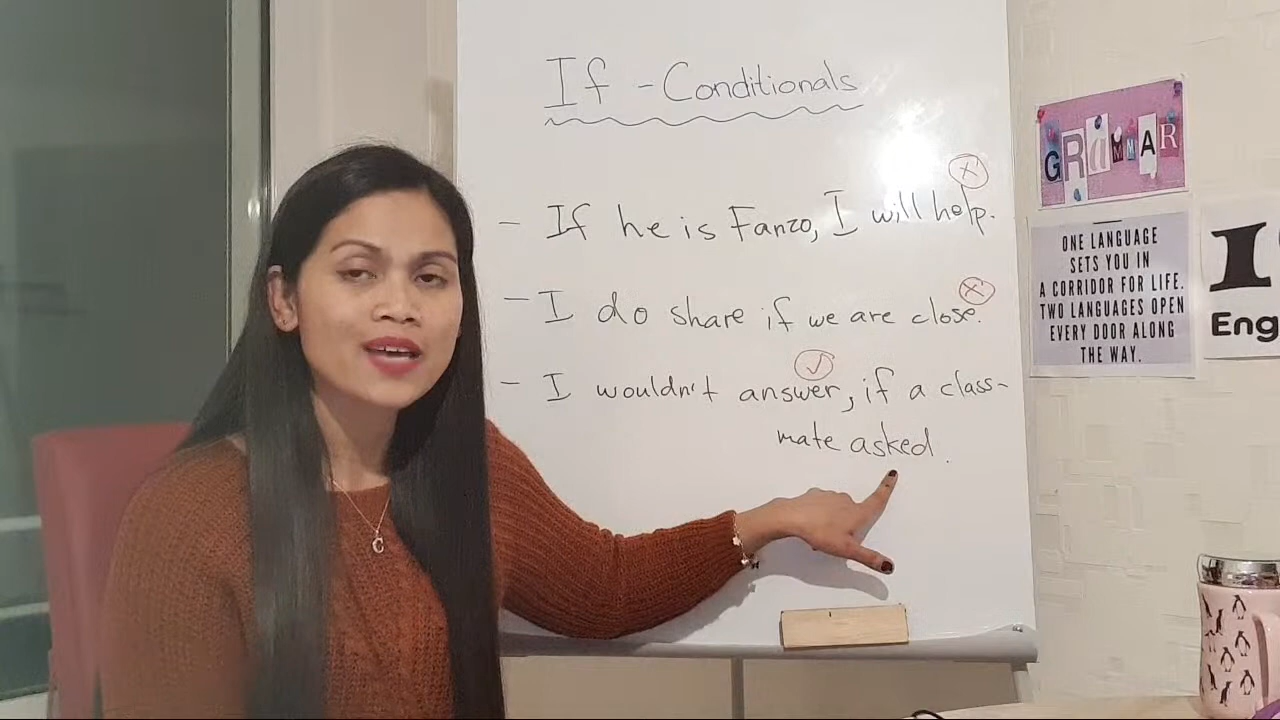 If - Conditionals
- If he is Fanzo, I will help.
x
- I do share if we are close.
x
- I wouldn't answer, if a class-
mate asked.
GRaMMAR
ONE LANGUAGE
SETS YOU IN
A CORRIDOR FOR LIFE.
TWO LANGUAGES OPEN
EVERY DOOR ALONG
THE WAY.
I
Eng
C